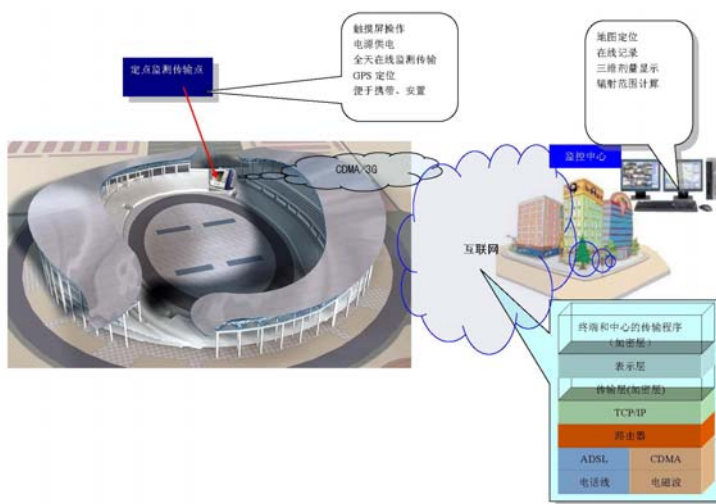 触摸屏操作
电源供电
全天在线监测传输
GPS 定位
便于携带、安置
定点监测传输点
地图定位
在线记录
三维剂量显示
辐射范围计算
监控中心
CDMA/3G
互联网
终端和中心的传输程序
（加密层）
表示层
传输层(加密层)
TCP/IP
路由器
ADSL
CDMA
电话线
电磁波